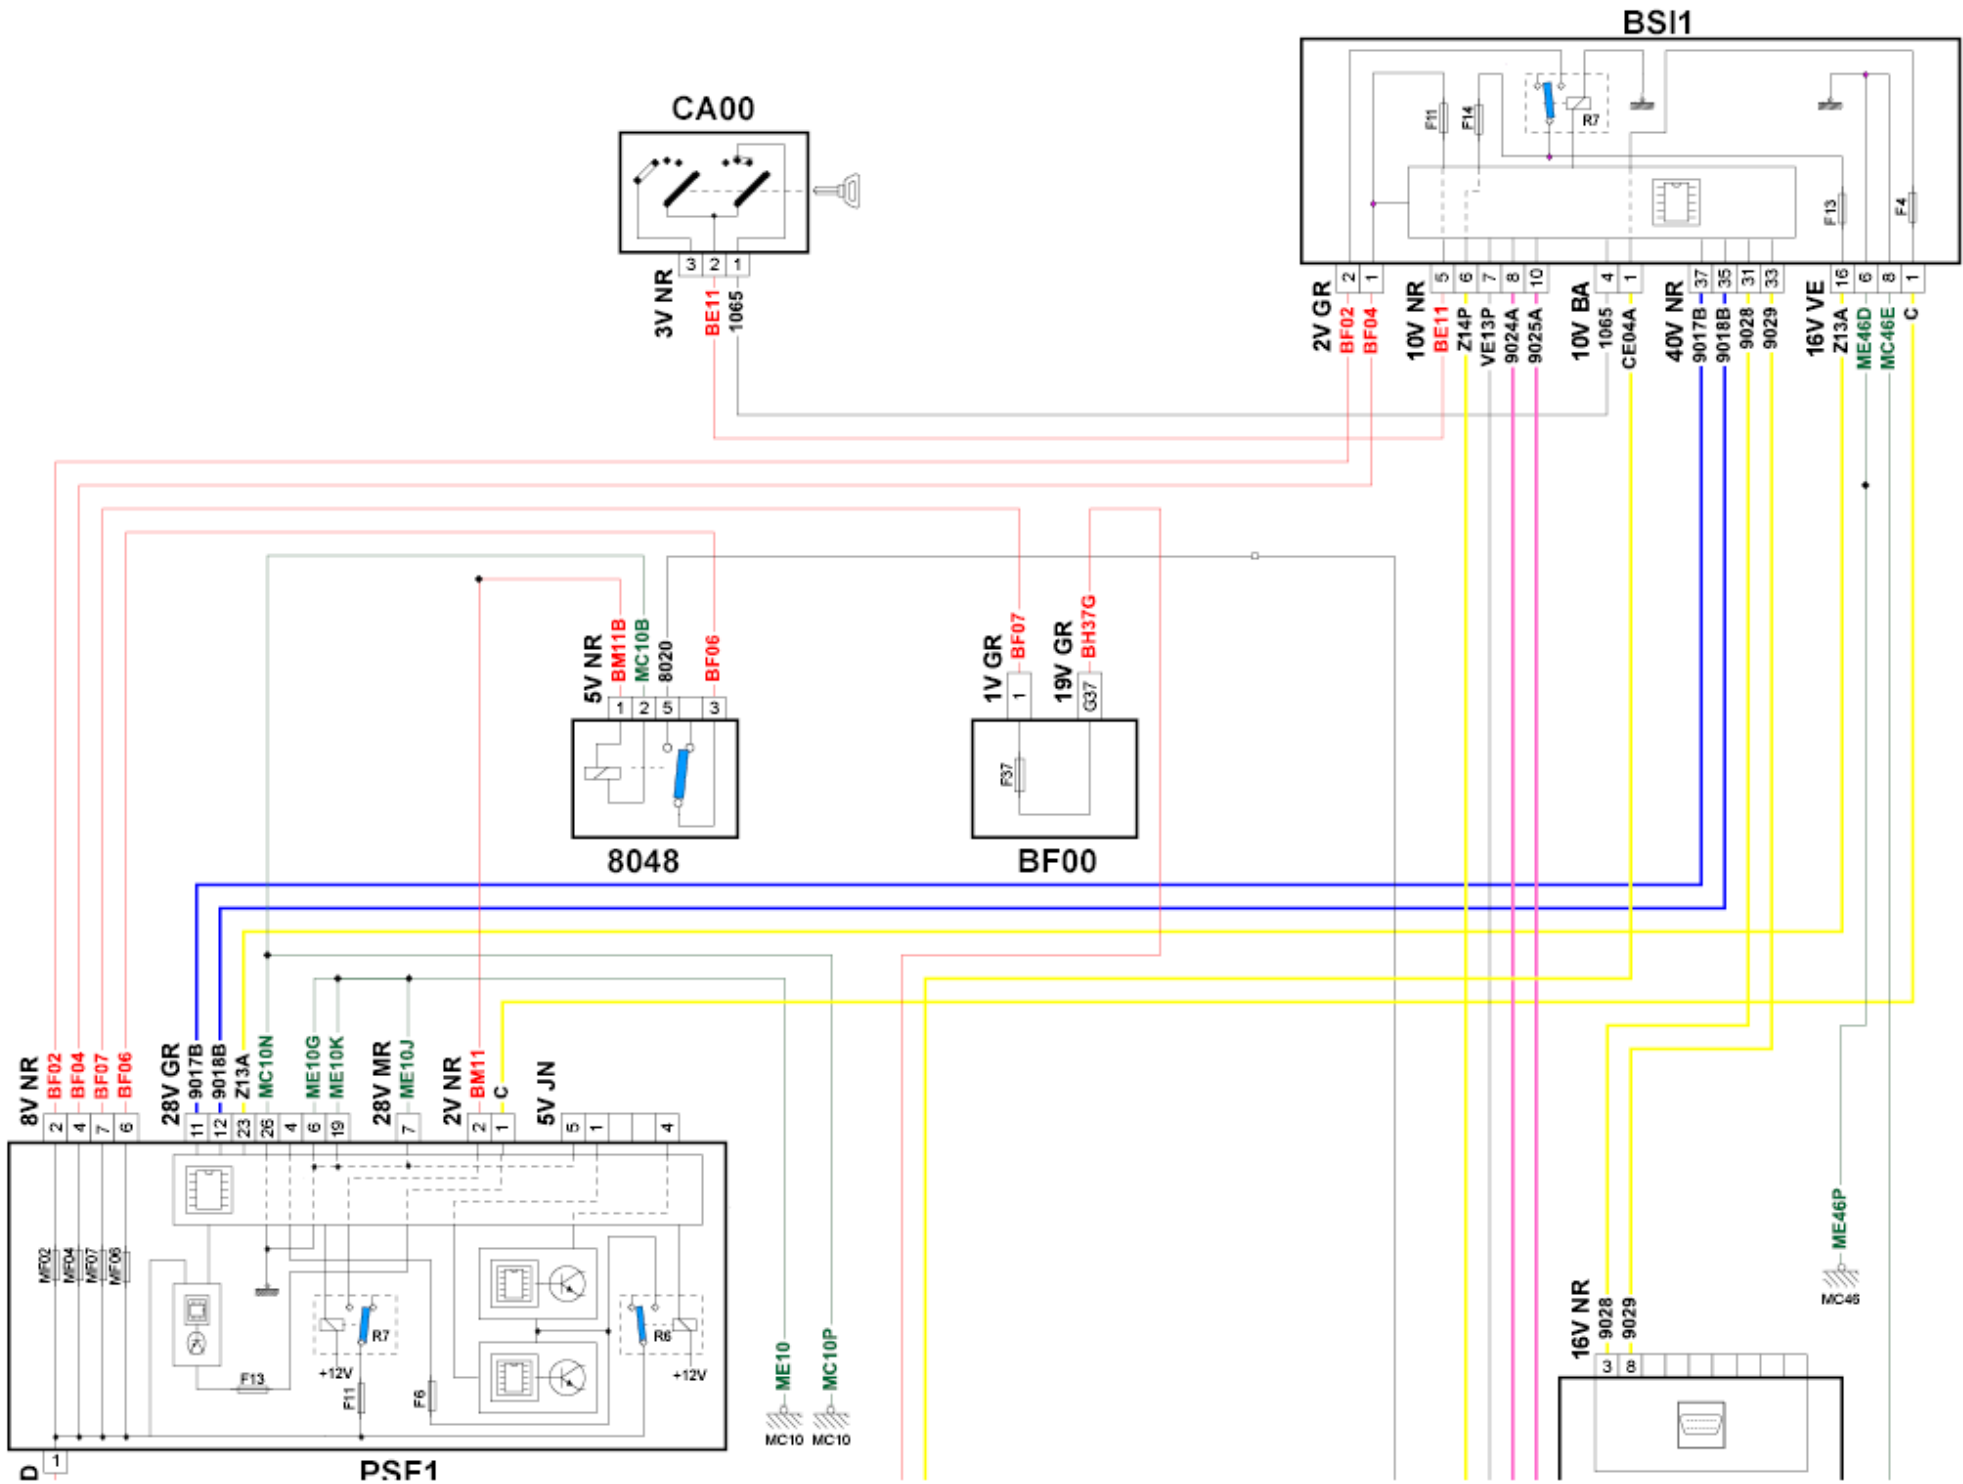 BSI1
CA00
F11
F14
R7
F13
F4
3 2 1
3V NR
BE11
1065
2 1 5 6 7 8 10 4 1 37 35 31 33 16 6 8 1
2V GR
BF02
BF04
10V NR
BE11
Z14P
VE13P
9024A
9025A
10V BA
1065
CE04A
40V NR
9017B
9018B
9028
9029
16V VE
Z13A
ME46D
MC46E
C
5V NR
BM11B
MC10B
8020
BF06
1 2 5 3
8048
1V GR
BF07
19V GR
BH37G
1 G37
F37
BF00
8V NR
BF02
BF04
BF07
BF06
28V GR
9017B
9018B
Z13A
MC10N
ME10G
ME10K
28V MR
ME10J
2V NR
BM11
C
5V JN
2 4 7 6 11 12 23 26 4 6 19 7 2 1 5 1 4
MF02
MF04
MF07
MF06
F13
R7
+12V
F11
F6
R6
+12V
ME10
MC10P
MC10 MC10
ME46P
MC46
16V NR
9028
9029
3 8
D
1
PSF1